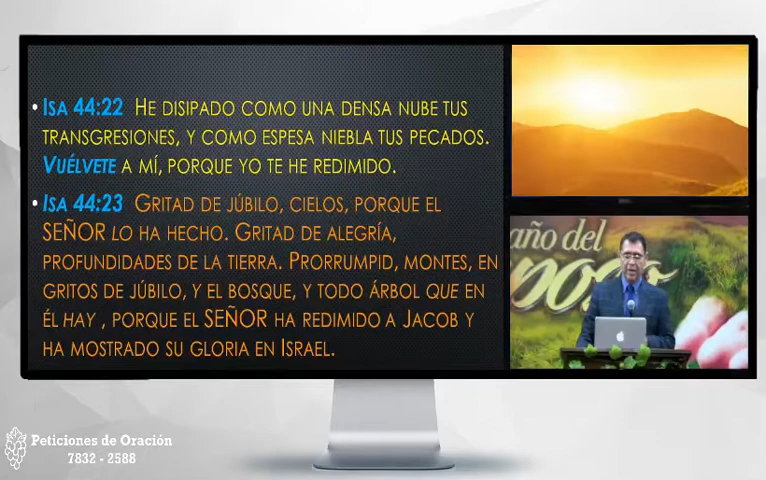 • Isa 44:22 He disipado como una densa nube tus
transgresiones, y como espesa niebla tus pecados.
Vuélvete a mí, porque yo te he redimido.
• Isa 44:23 Gritad de júbilo, cielos, porque el
SEÑOR lo ha hecho. Gritad de alegría,
profundidades de la tierra. Prorrumpid, montes, en
gritos de júbilo, y el bosque, y todo árbol que en
él hay , porque el SEÑOR ha redimido a Jacob y
ha mostrado su gloria en Israel.
año del
Peticiones de Oración
7832 - 2588